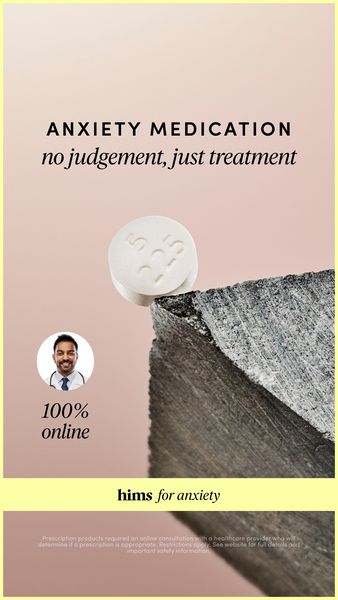 ANXIETY MEDICATION
no judgement, just treatment
5
225
100%
online
hims for anxiety
Prescription products required an online consultation with a healthcare provider who will
determine if a prescription is appropriate. Restrictions apply. See website for full details and
important safety information.